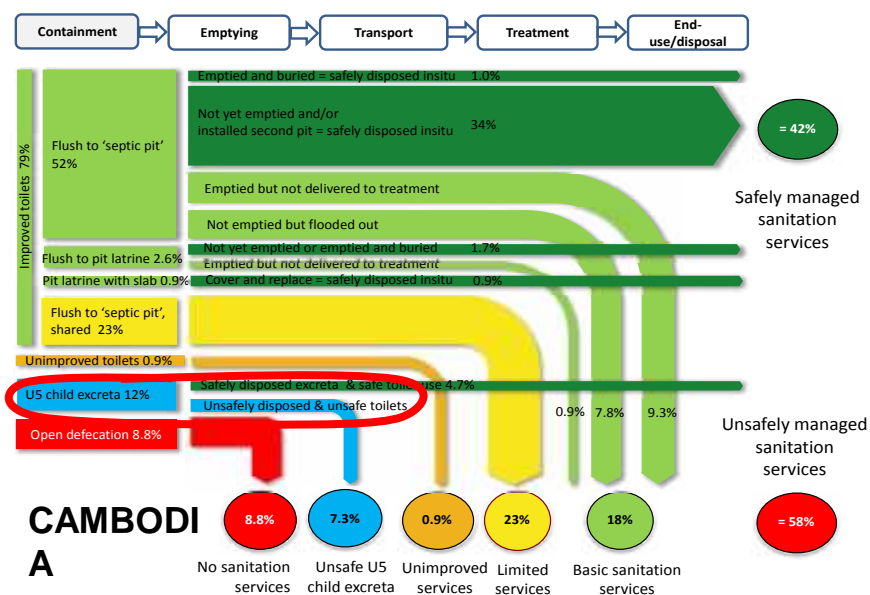 Containment
Emptying
Transport
Treatment
End-
use/disposal
Improved toilets 79%
Flush to ‘septic pit’
52%
Emptied and buried = safely disposed insitu 1.0%
Not yet emptied and/or
installed second pit = safely disposed insitu 34%
= 42%
Safely managed
sanitation
services
Emptied but not delivered to treatment
Not emptied but flooded out
Flush to pit latrine 2.6%
Not yet emptied or emptied and buried 1.7%
Emptied but not delivered to treatment
Pit latrine with slab 0.9%
Cover and replace = safely disposed insitu 0.9%
Flush to ‘septic pit’,
shared 23%
Unimproved toilets 0.9%
U5 child excreta 12%
Safely disposed excreta & safe toilet use 4.7%
Unsafely disposed & unsafe toilets
0.9% 7.8% 9.3%
Open defecation 8.8%
Unsafely managed
sanitation
services
= 58%
CAMBODI
A
8.8%
7.3%
0.9%
23%
18%
No sanitation
services
Unsafe U5
child excreta
Unimproved
services
Limited
services
Basic sanitation
services